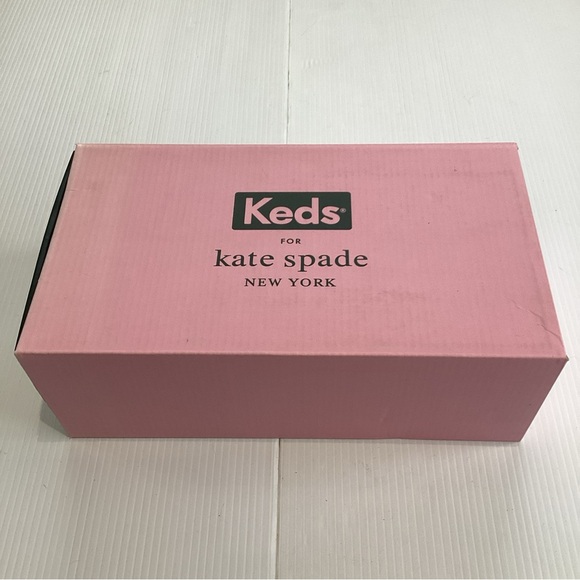 Keds®
FOR
kate spade
NEW YORK